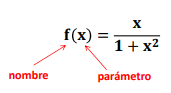 f(x) = x / (1 + x²)
nombre parámetro